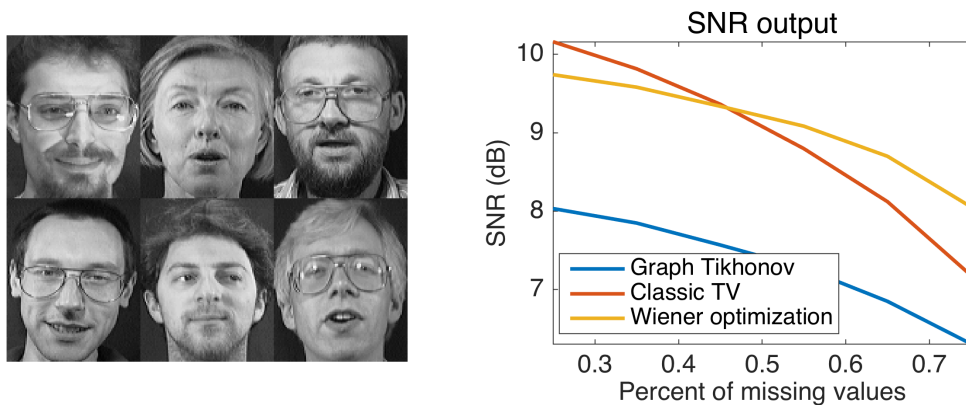 SNR output
10
9
8
7
SNR (dB)
Graph Tikhonov
Classic TV
Wiener optimization
0.3 0.4 0.5 0.6 0.7
Percent of missing values